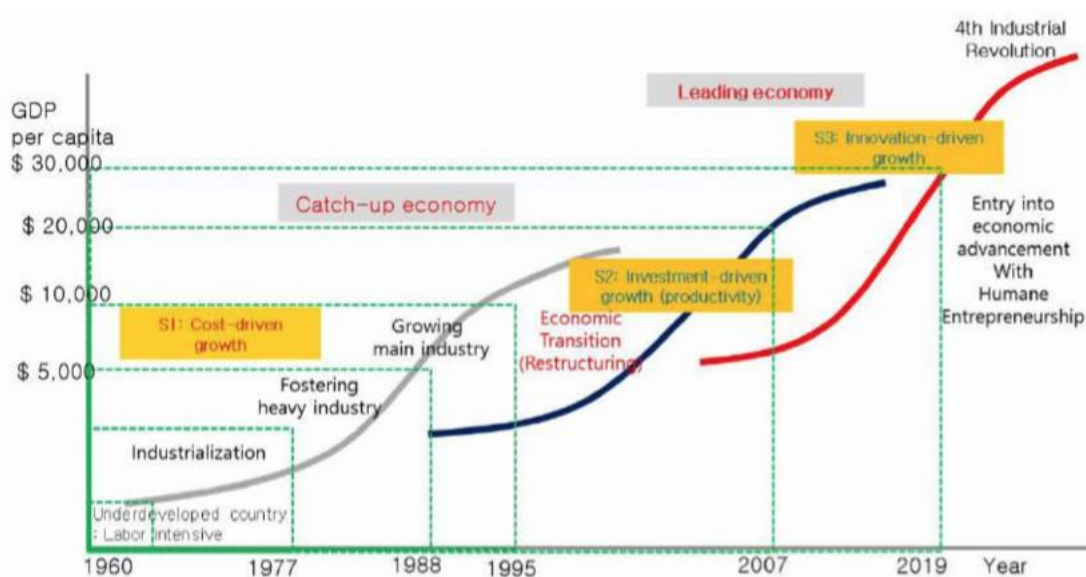 4th Industrial
Revolution
Leading economy
GDP
per capita
$ 30,000
S3: Innovation-driven
growth
Catch-up economy
$ 20,000
Entry into
economic
advancement
With
Humane
Entrepreneurship
S2: Investment-driven
growth (productivity)
$ 10,000
S1: Cost-driven
growth
Growing
main industry
Economic
Transition
(Restructuring)
$ 5,000
Fostering
heavy industry
Industrialization
Underdeveloped country
: Labor intensive
1960
1977
1988
1995
2007
2019
Year